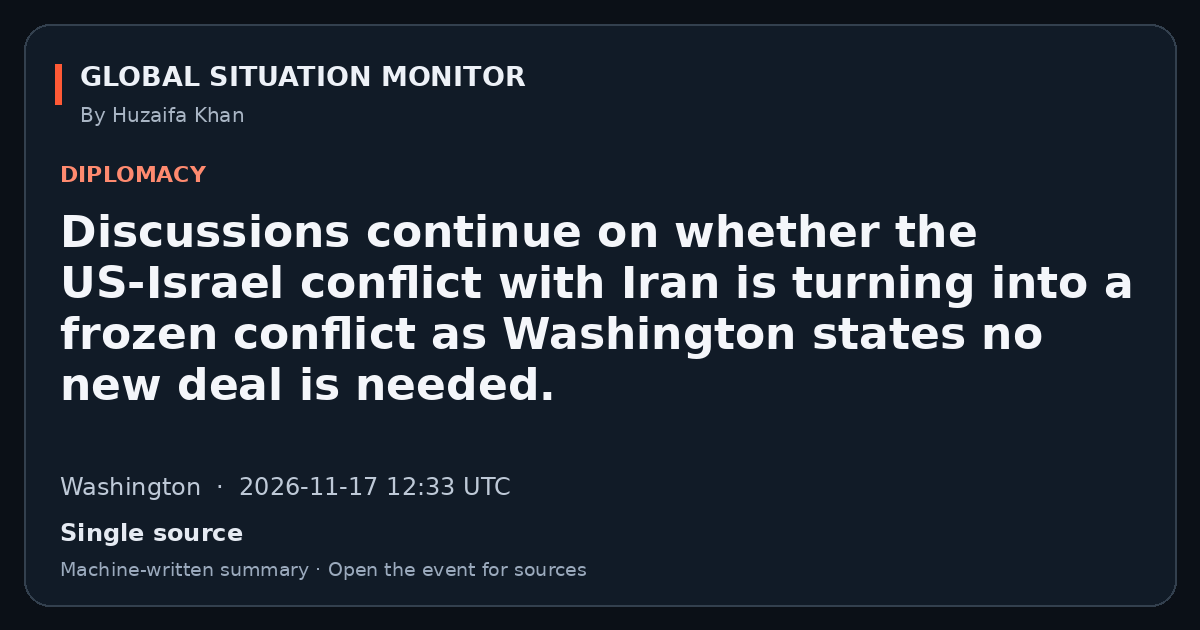 GLOBAL SITUATION MONITOR
By Huzaifa Khan
DIPLOMACY
Discussions continue on whether the
US-Israel conflict with Iran is turning into a
frozen conflict as Washington states no
new deal is needed.
Washington · 2026-11-17 12:33 UTC
Single source
Machine-written summary · Open the event for sources